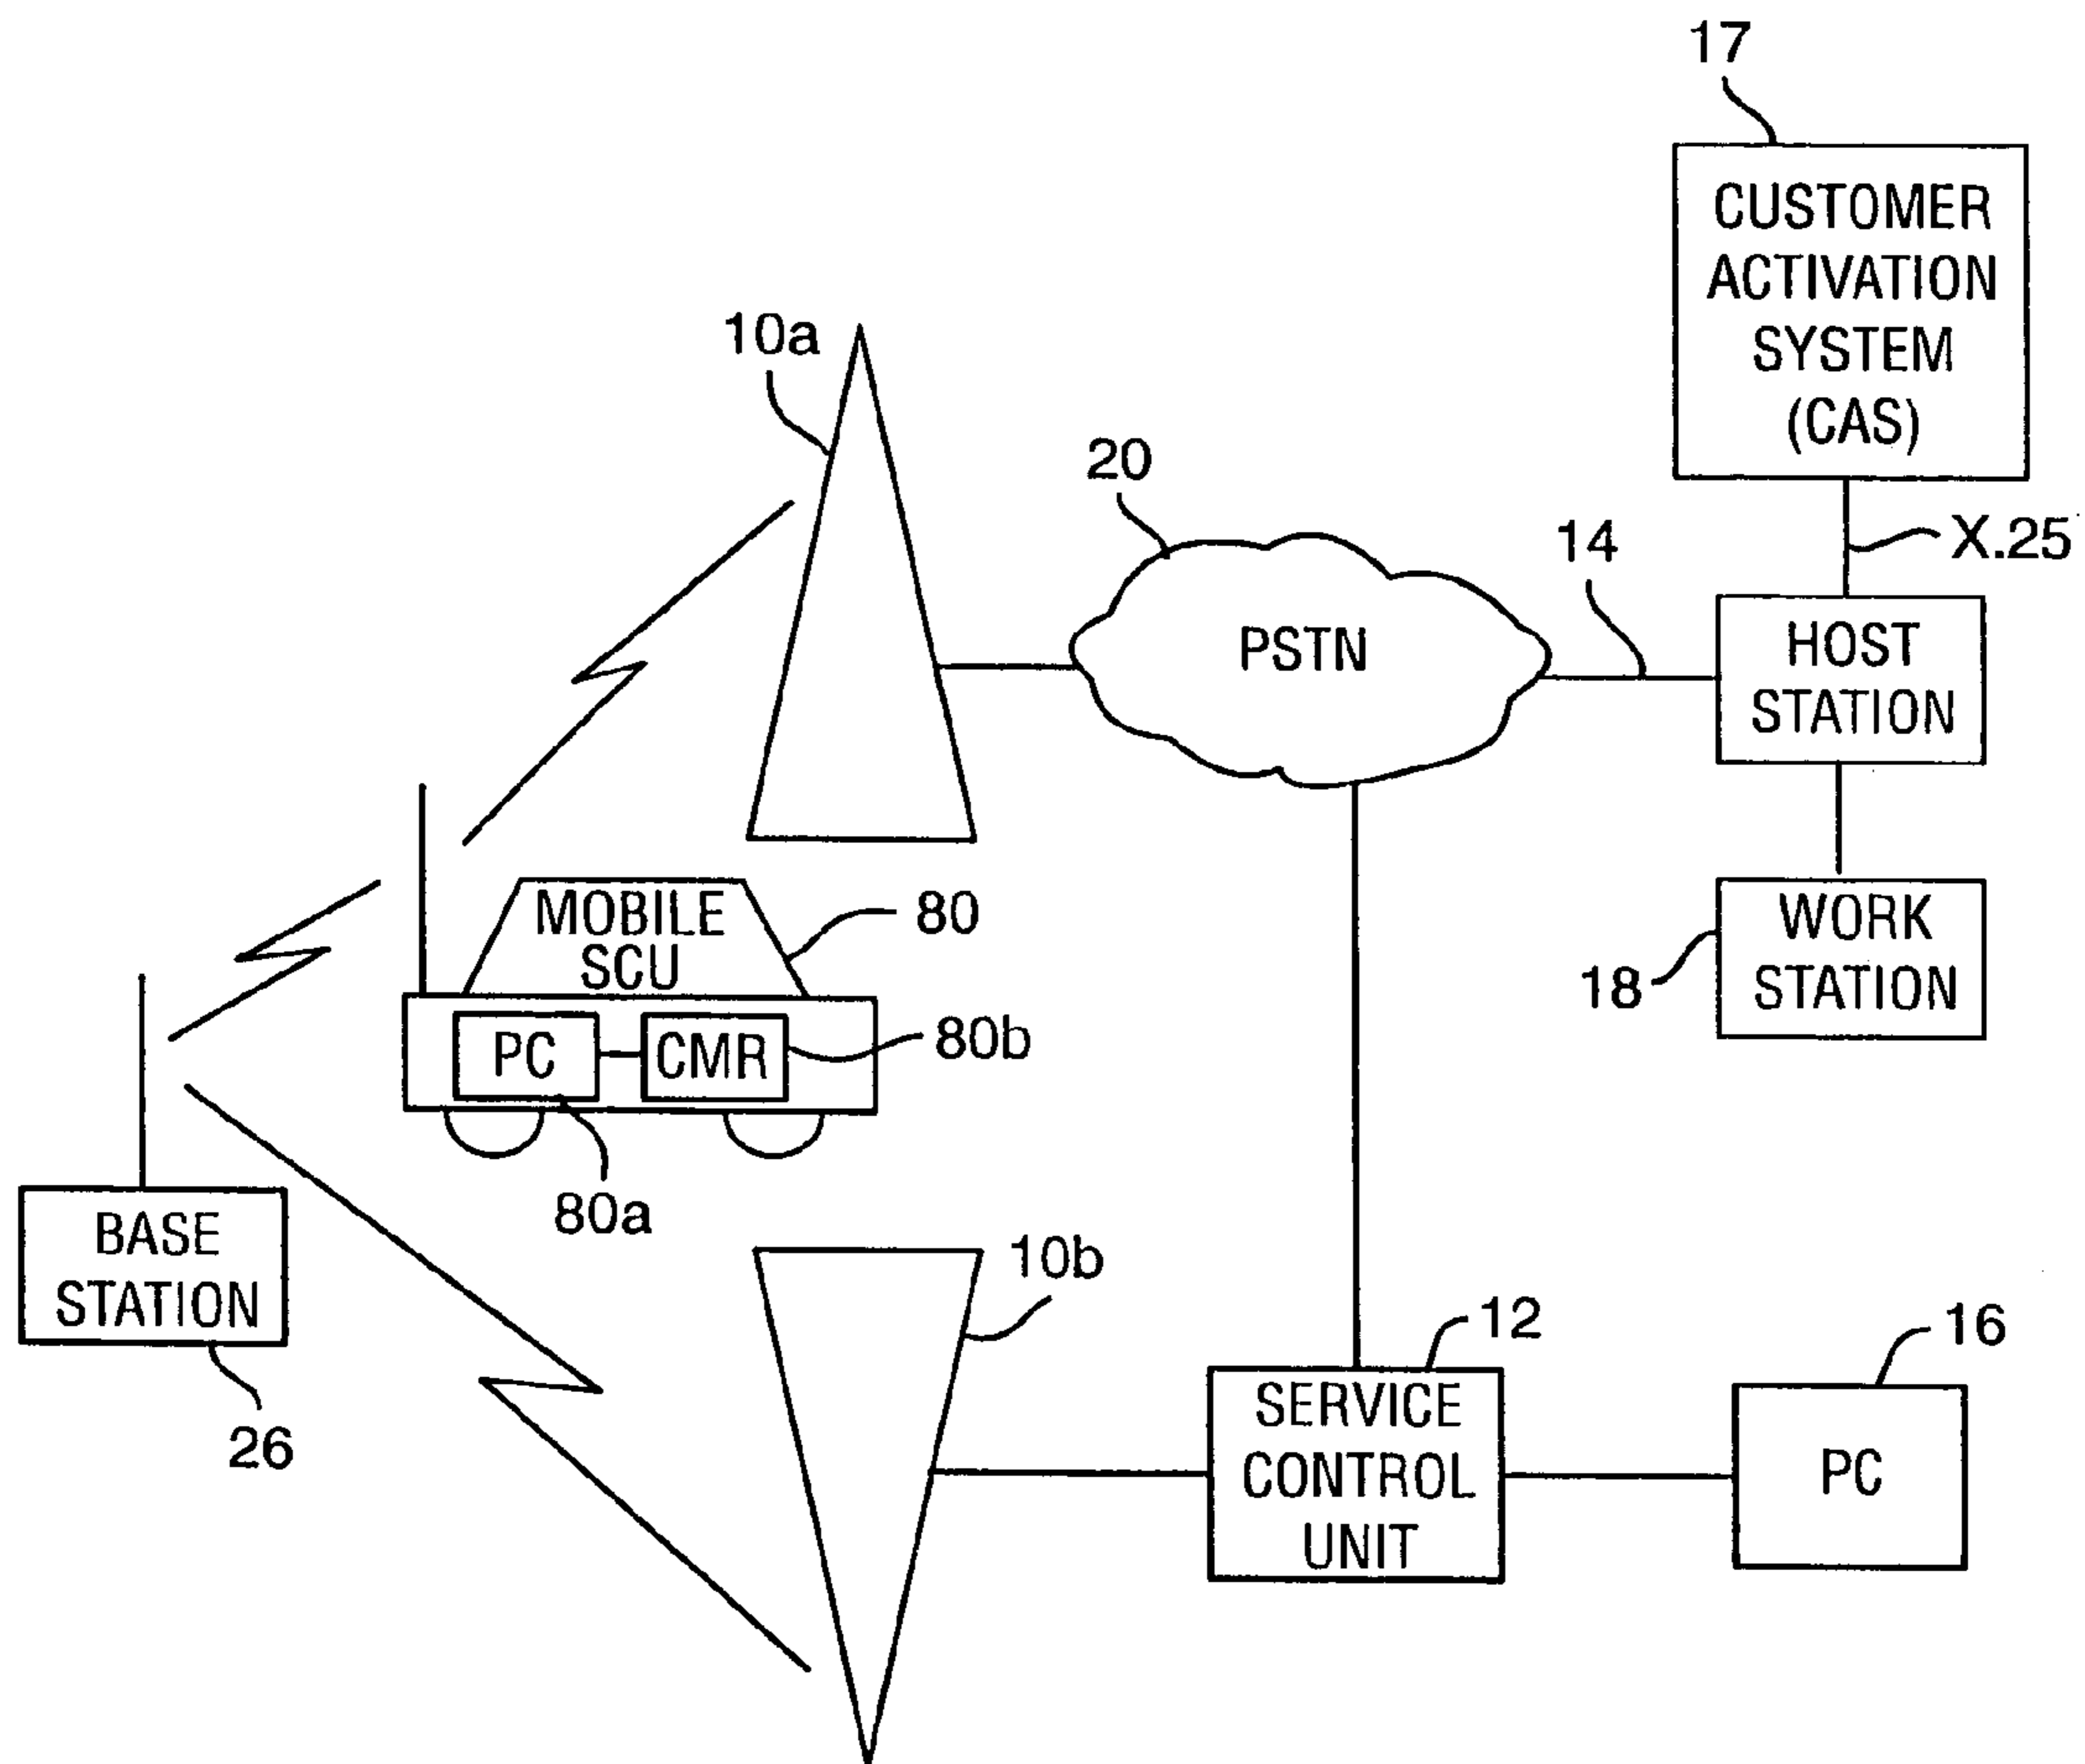 17
CUSTOMER
ACTIVATION
SYSTEM
(CAS)
X.25
10a
20
PSTN
14
HOST
STATION
MOBILE
SCU
80
PC
CMR
80b
80a
WORK
STATION
18
BASE
STATION
26
10b
12
SERVICE
CONTROL
UNIT
16
PC